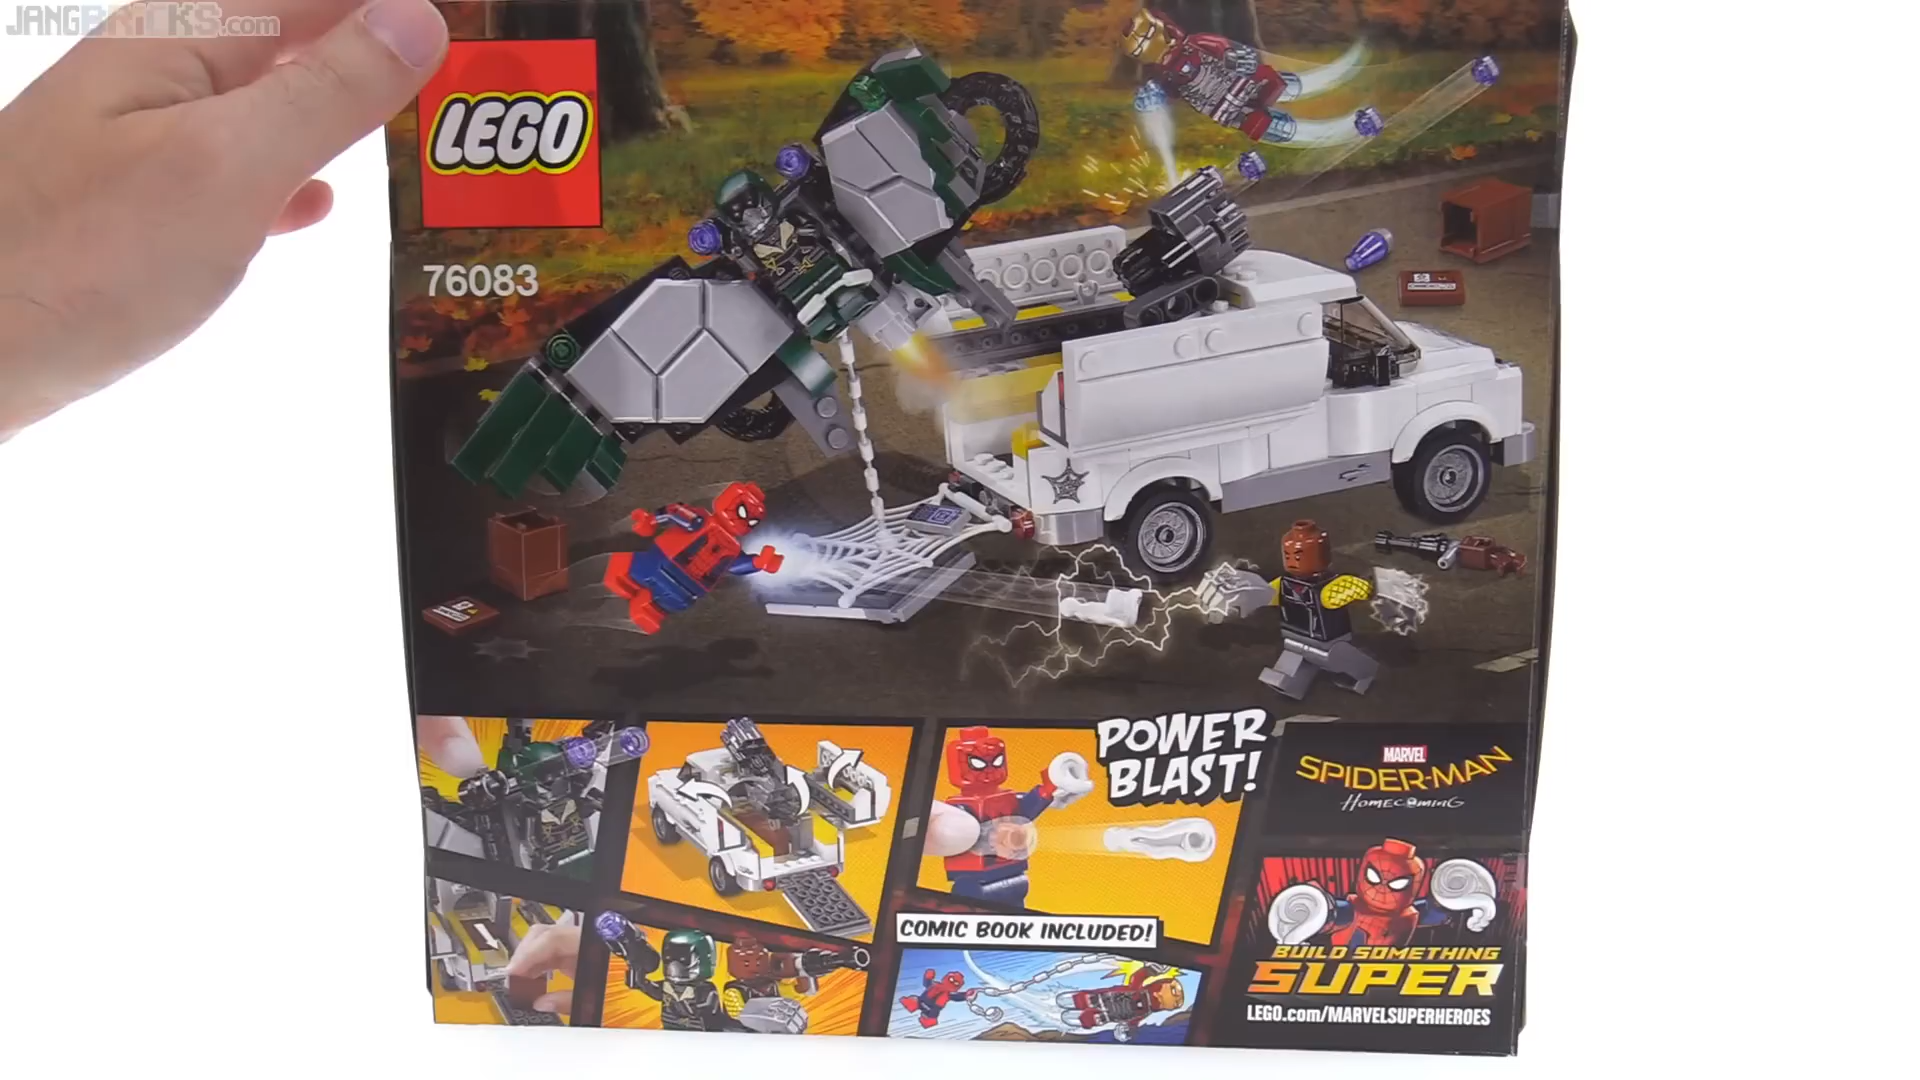 JANGBRICKS.com
LEGO
76083
POWER
BLAST!
MARVEL
SPIDER-MAN
HOMECOMING
COMIC BOOK INCLUDED!
BUILD SOMETHING
SUPER
LEGO.com/MARVELSUPERHEROES